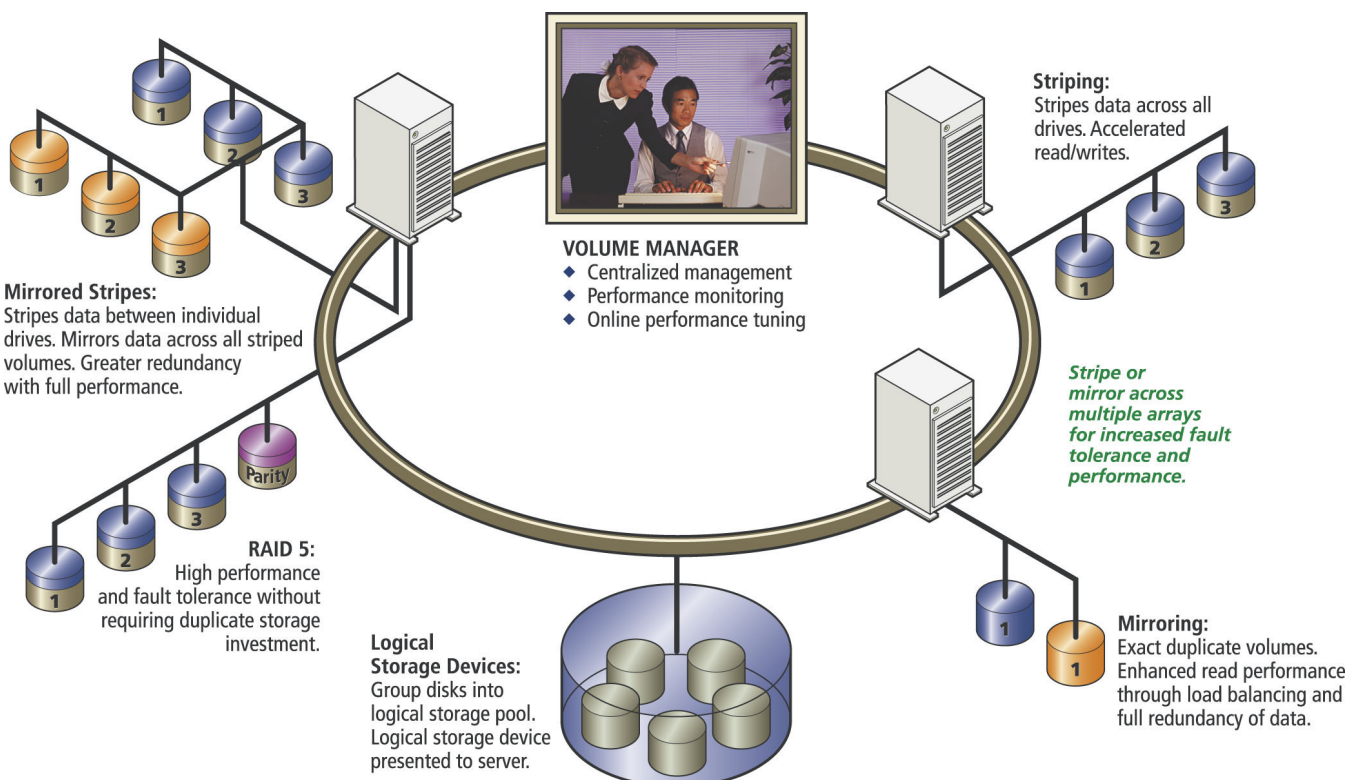 1
2
3
1
2
3
Mirrored Stripes:
Stripes data between individual
drives. Mirrors data across all striped
volumes. Greater redundancy
with full performance.
VOLUME MANAGER
◆ Centralized management
◆ Performance monitoring
◆ Online performance tuning
Striping:
Stripes data across all
drives. Accelerated
read/writes.
3
2
1
Stripe or
mirror across
multiple arrays
for increased fault
tolerance and
performance.
Parity
3
2
1
RAID 5:
High performance
and fault tolerance without
requiring duplicate storage
investment.
Logical
Storage Devices:
Group disks into
logical storage pool.
Logical storage device
presented to server.
1
1
Mirroring:
Exact duplicate volumes.
Enhanced read performance
through load balancing and
full redundancy of data.